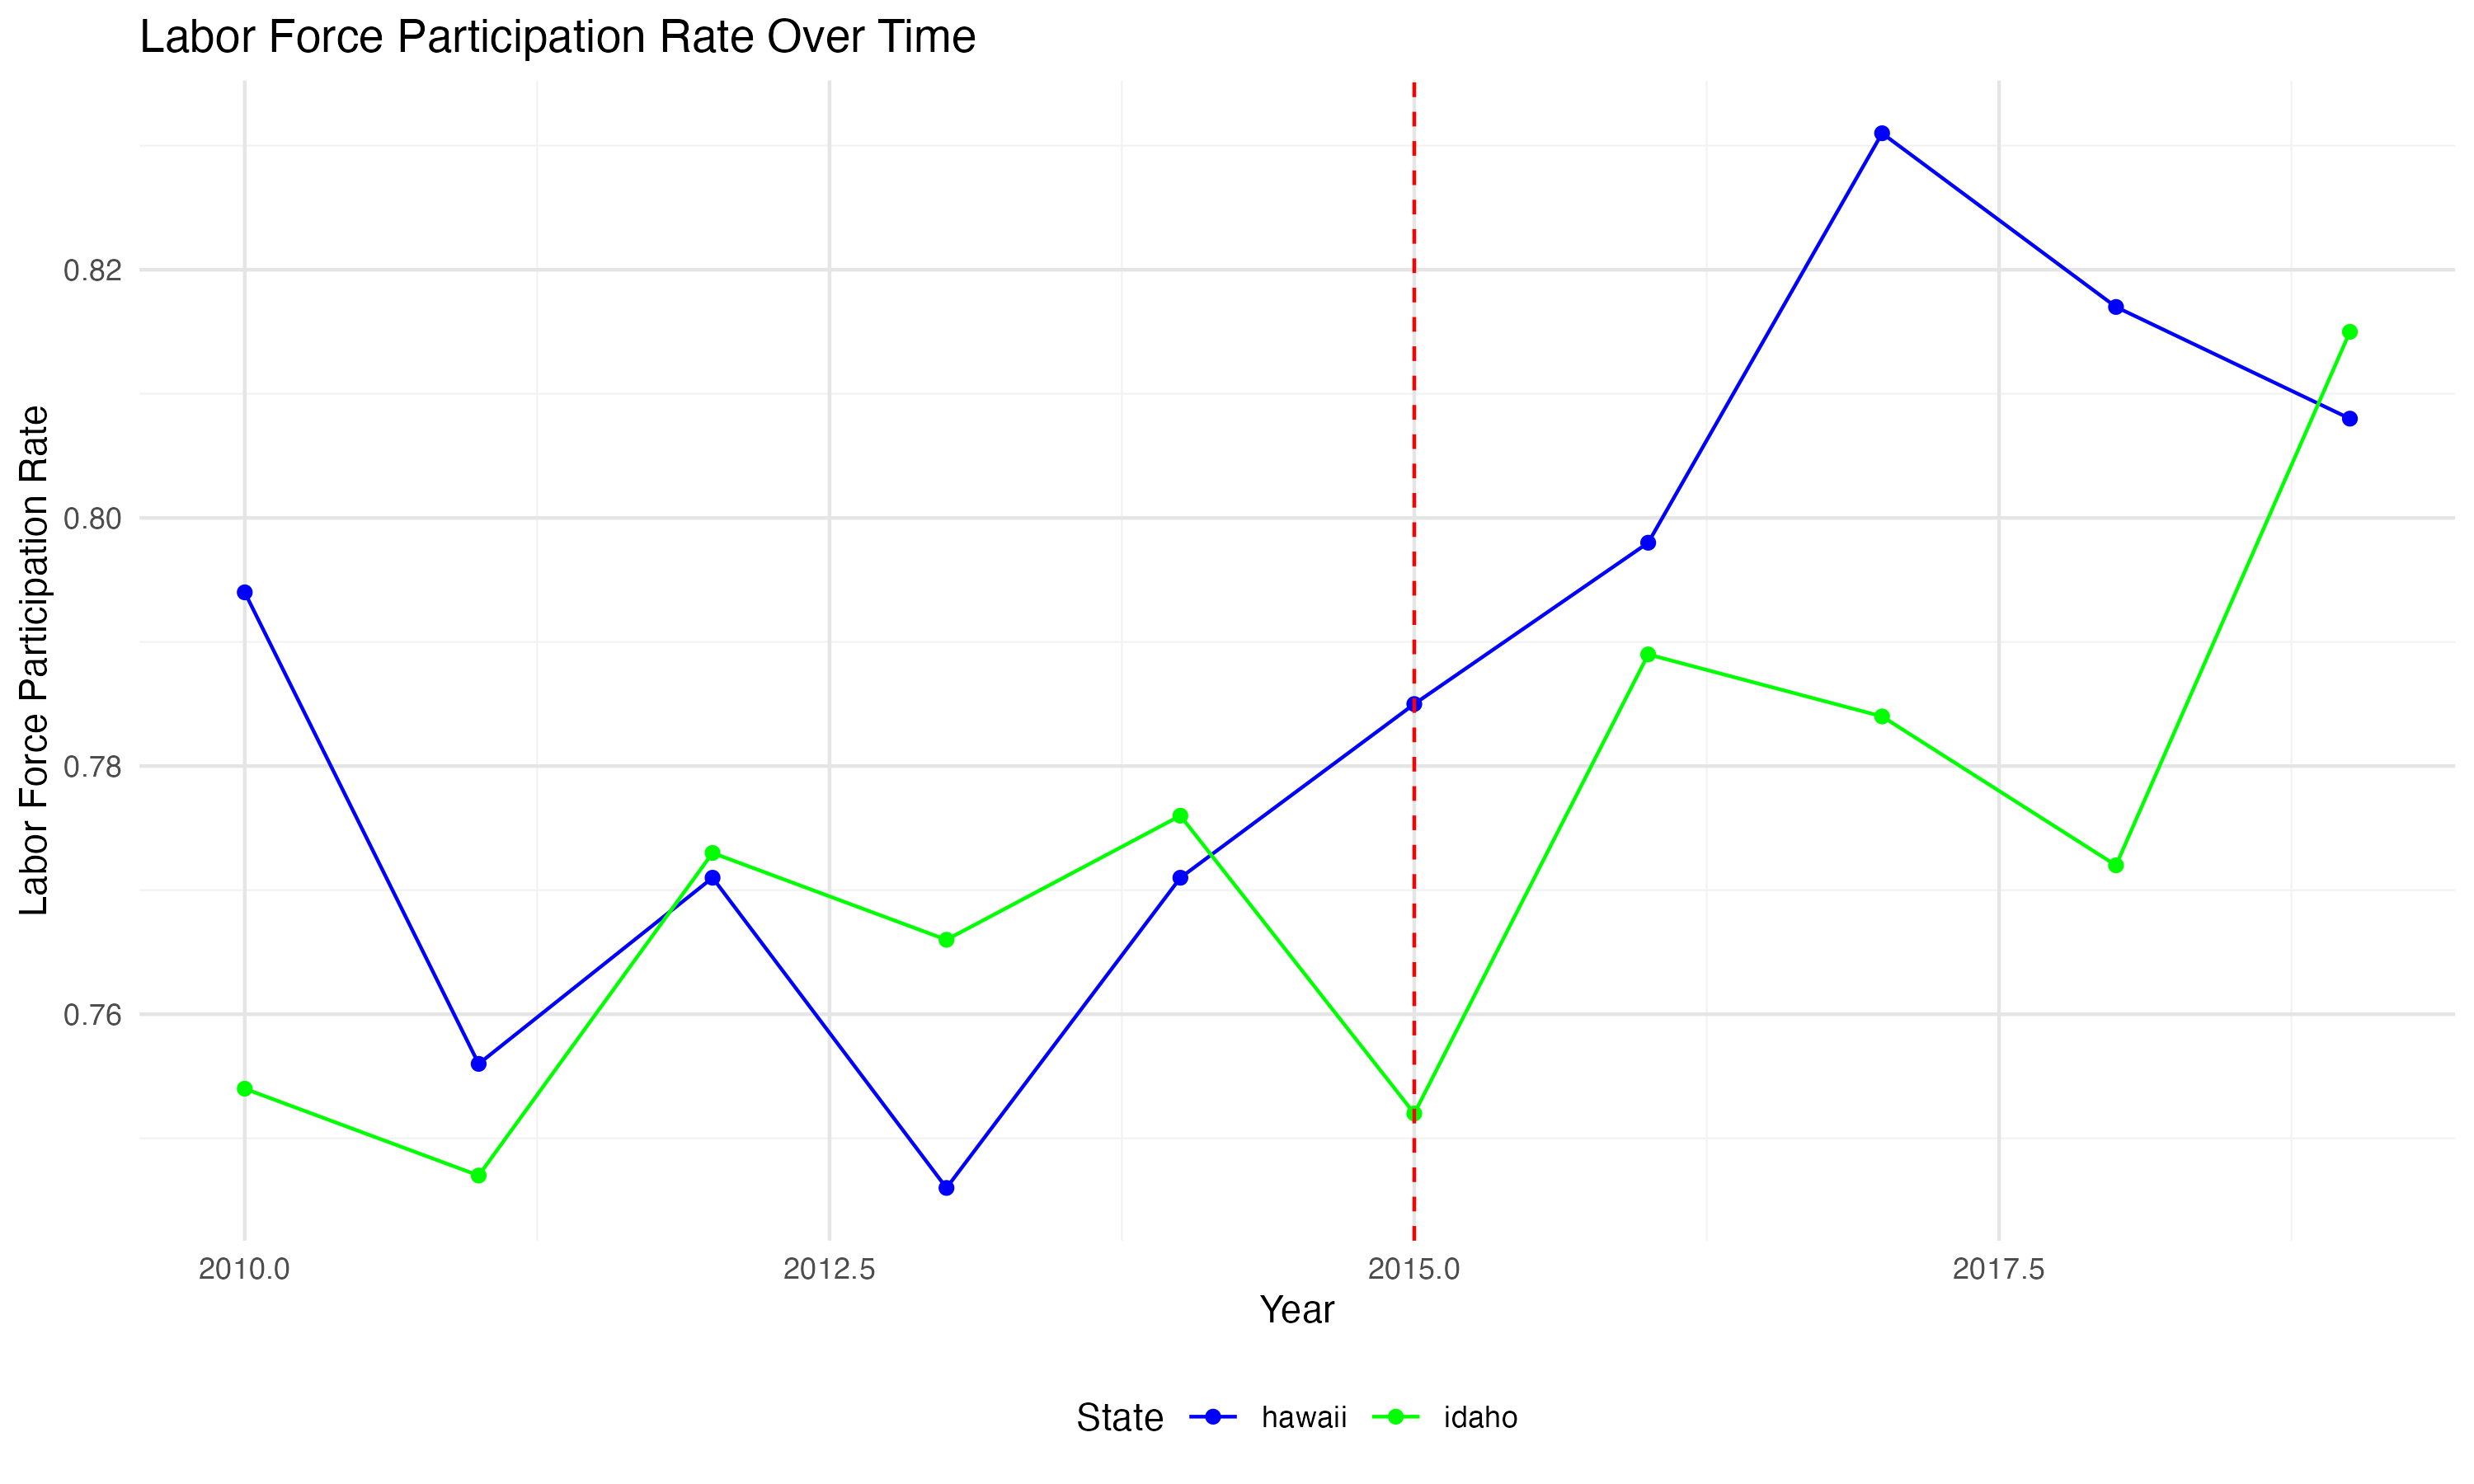 Labor Force Participation Rate Over Time
Labor Force Participation Rate
0.82
0.80
0.78
0.76
2010.0 2012.5 2015.0 2017.5
Year
State hawaii idaho